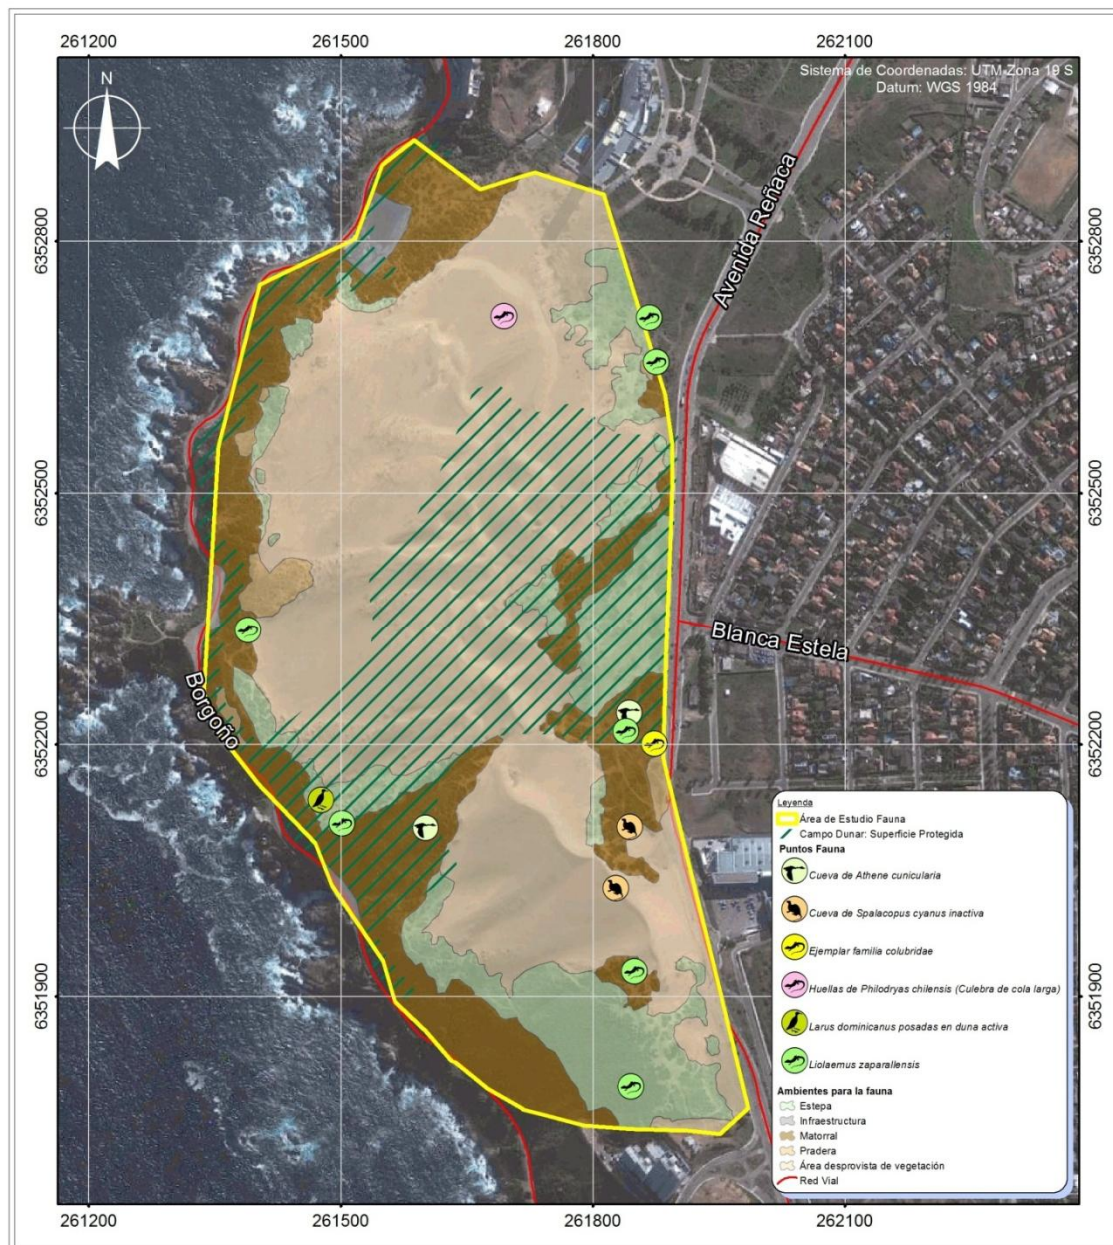 261200 261500 261800 262100
Sistema de Coordenadas: UTM Zona 19 S
Datum: WGS 1984
N
Avenida Reñaca
6352800 6352800
6352500 6352500
Blanca Estela
Borgoño
6352200 6352200
Leyenda
Área de Estudio Fauna
Campo Dunar: Superficie Protegida
Puntos Fauna
Cueva de Athene cunicularia
Cueva de Spalacopus cyanus inactiva
Ejemplar familia colubridae
Huellas de Philodryas chilensis (Culebra de cola larga)
Larus dominicanus posadas en duna activa
Liolaemus zaparallensis
Ambientes para la fauna
Estepa
Infraestructura
Matorral
Pradera
Área desprovista de vegetación
Red Vial
6351900 6351900
261200 261500 261800 262100